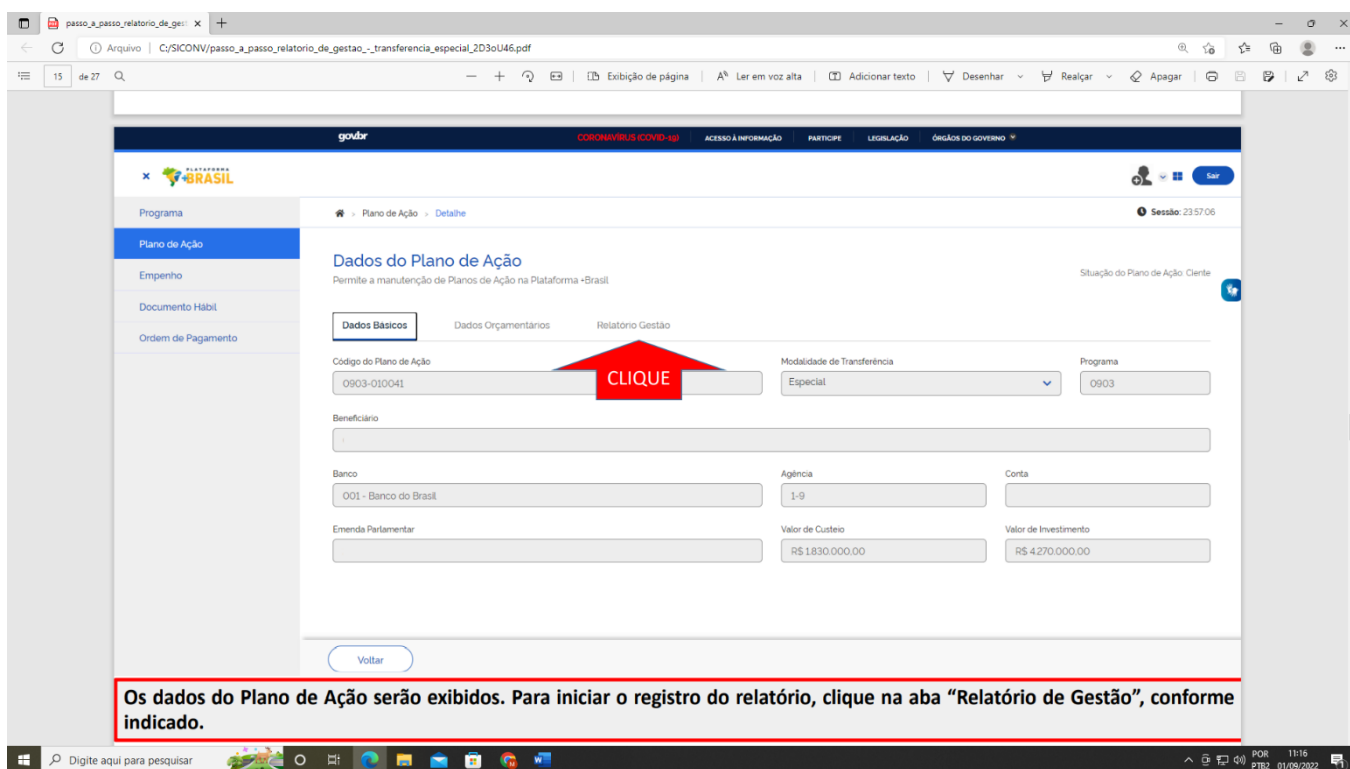 passo_a_passo_relatorio_de_gest
Arquivo C:/SICONV/passo_a_passo_relatorio_de_gestao_-_transferencia_especial_2D3oU46.pdf
15 de 27 Exibição de página Ler em voz alta Adicionar texto Desenhar Realçar Apagar
gov.br CORONAVÍRUS (COVID-19) ACESSO À INFORMAÇÃO PARTICIPE LEGISLAÇÃO ÓRGÃOS DO GOVERNO
PLATAFORMA
+BRASIL
Sair
Programa
Plano de Ação > Detalhe
Sessão: 23:57:06
Plano de Ação
Empenho
Documento Hábil
Ordem de Pagamento
Dados do Plano de Ação
Permite a manutenção de Planos de Ação na Plataforma +Brasil
Situação do Plano de Ação: Ciente
Dados Básicos Dados Orçamentários Relatório Gestão
CLIQUE
Código do Plano de Ação Modalidade de Transferência Programa
0903-010041 Especial 0903
Beneficiário
Banco Agência Conta
001 - Banco do Brasil 1-9
Emenda Parlamentar Valor de Custeio Valor de Investimento
R$ 1.830.000,00 R$ 4.270.000,00
Voltar
Os dados do Plano de Ação serão exibidos. Para iniciar o registro do relatório, clique na aba “Relatório de Gestão”, conforme
indicado.
Digite aqui para pesquisar
POR 11:16
PTB2 01/09/2022